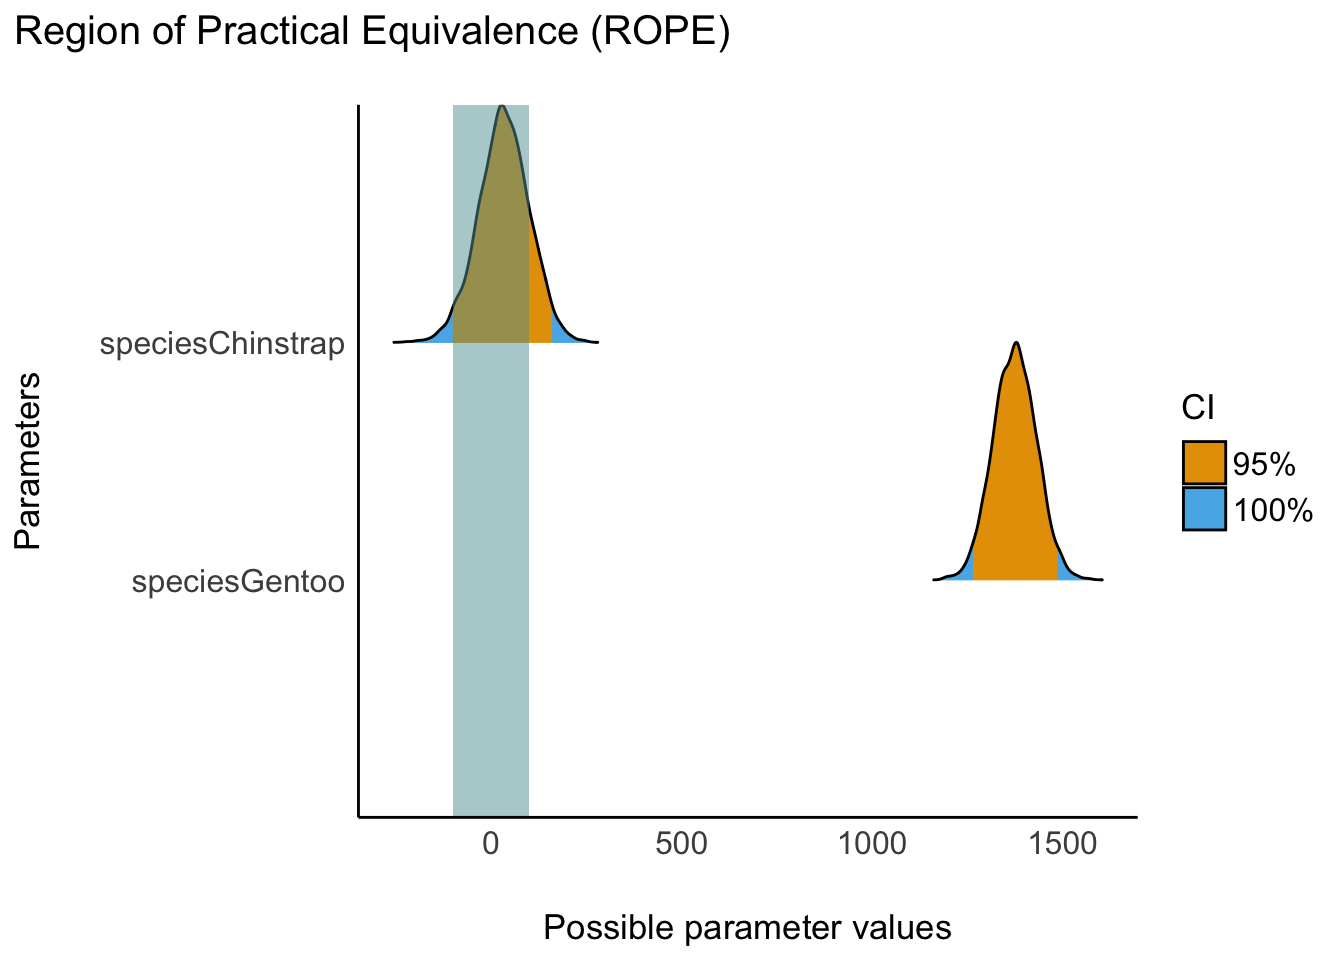 Region of Practical Equivalence (ROPE)
speciesChinstrap
speciesGentoo
Parameters
CI
95%
100%
0 500 1000 1500
Possible parameter values